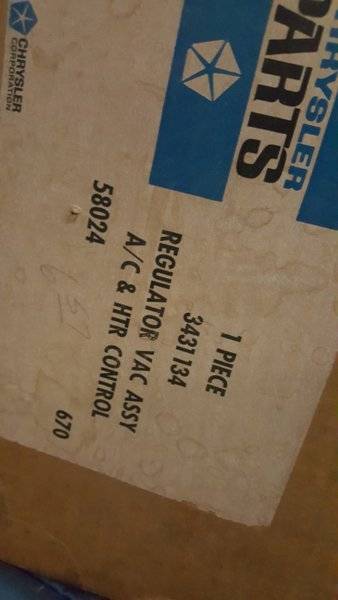 CHRYSLER
PARTS
CHRYSLER
CORPORATION
1 PIECE
3431134
REGULATOR VAC ASSY
A/C & HTR CONTROL
58024
670